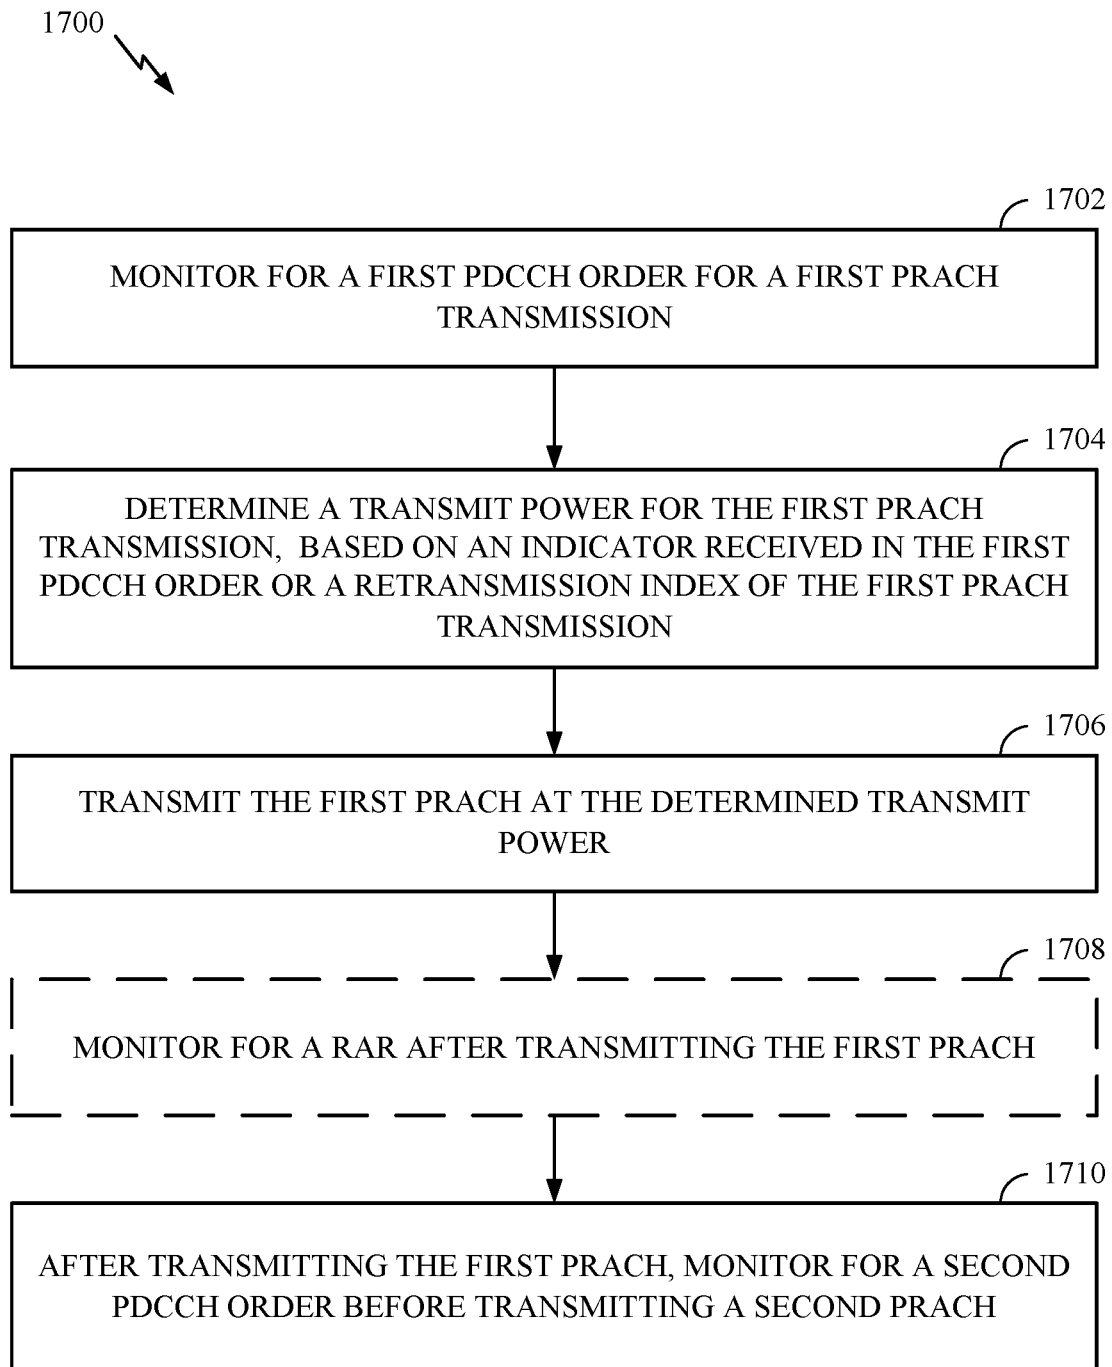 1700
1702
MONITOR FOR A FIRST PDCCH ORDER FOR A FIRST PRACH
TRANSMISSION
1704
DETERMINE A TRANSMIT POWER FOR THE FIRST PRACH
TRANSMISSION, BASED ON AN INDICATOR RECEIVED IN THE FIRST
PDCCH ORDER OR A RETRANSMISSION INDEX OF THE FIRST PRACH
TRANSMISSION
1706
TRANSMIT THE FIRST PRACH AT THE DETERMINED TRANSMIT
POWER
1708
MONITOR FOR A RAR AFTER TRANSMITTING THE FIRST PRACH
1710
AFTER TRANSMITTING THE FIRST PRACH, MONITOR FOR A SECOND
PDCCH ORDER BEFORE TRANSMITTING A SECOND PRACH